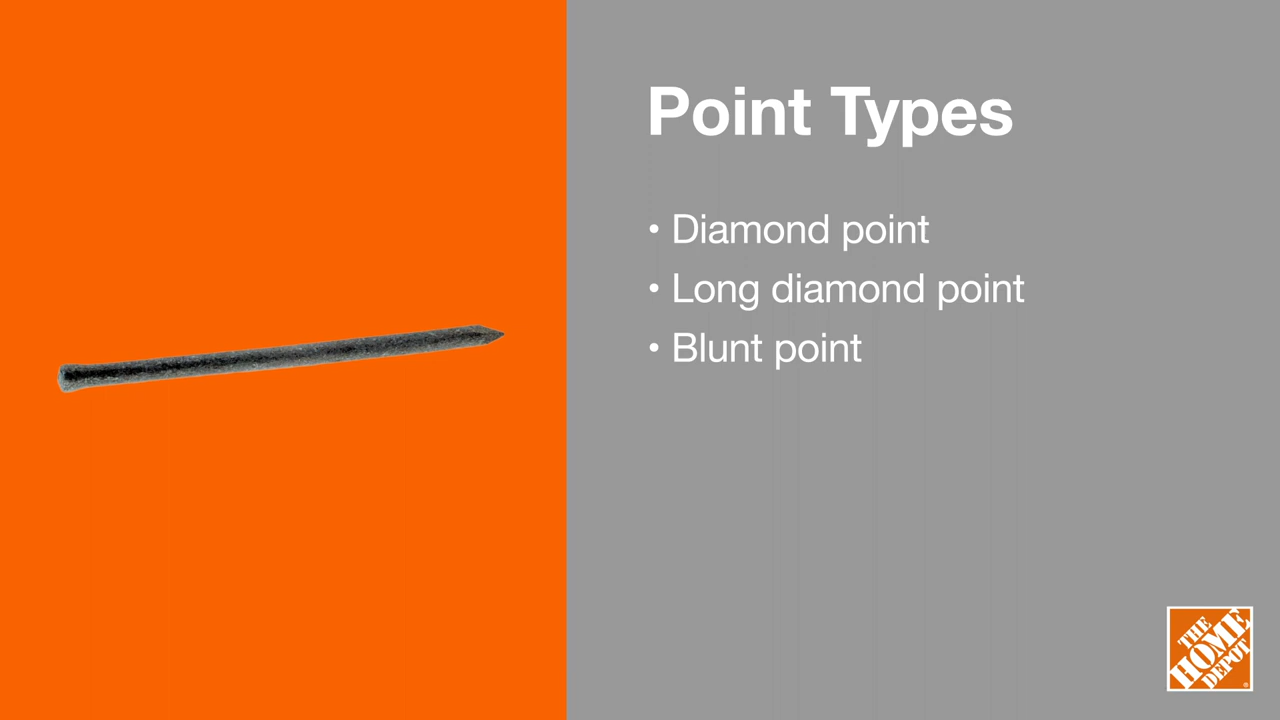 Point Types
• Diamond point
• Long diamond point
• Blunt point
THE
HOME
DEPOT